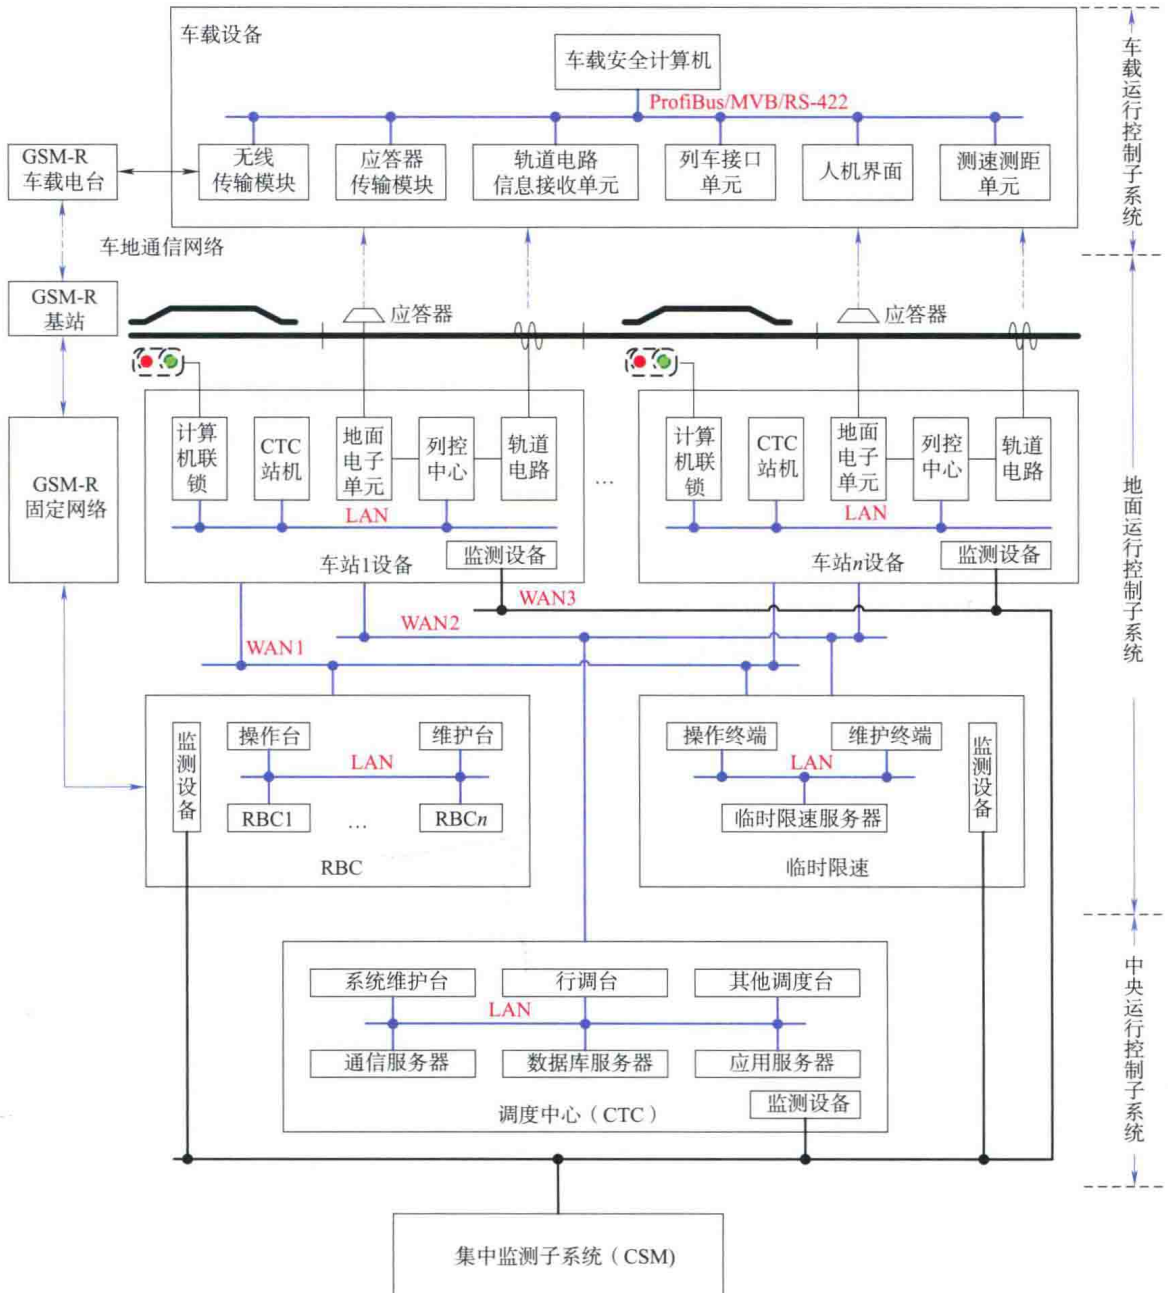 车载设备
车载安全计算机
ProfiBus/MVB/RS-422
GSM-R
车载电台
无线
传输模块
应答器
传输模块
轨道电路
信息接收单元
列车接口
单元
人机界面
测速测距
单元
车载运行控制子系统
车地通信网络
GSM-R
基站
应答器
应答器
GSM-R
固定网络
计算
机联
锁
CTC
站机
地面
电子
单元
列控
中心
轨道
电路
LAN
监测设备
车站1设备
…
计算
机联
锁
CTC
站机
地面
电子
单元
列控
中心
轨道
电路
LAN
监测设备
车站n设备
地面运行控制子系统
WAN3
WAN2
WAN1
监测设备
操作台
维护台
LAN
RBC1
…
RBCn
RBC
操作终端
维护终端
LAN
临时限速服务器
监测设备
临时限速
系统维护台
行调台
其他调度台
LAN
通信服务器
数据库服务器
应用服务器
监测设备
调度中心（CTC）
中央运行控制子系统
集中监测子系统（CSM)